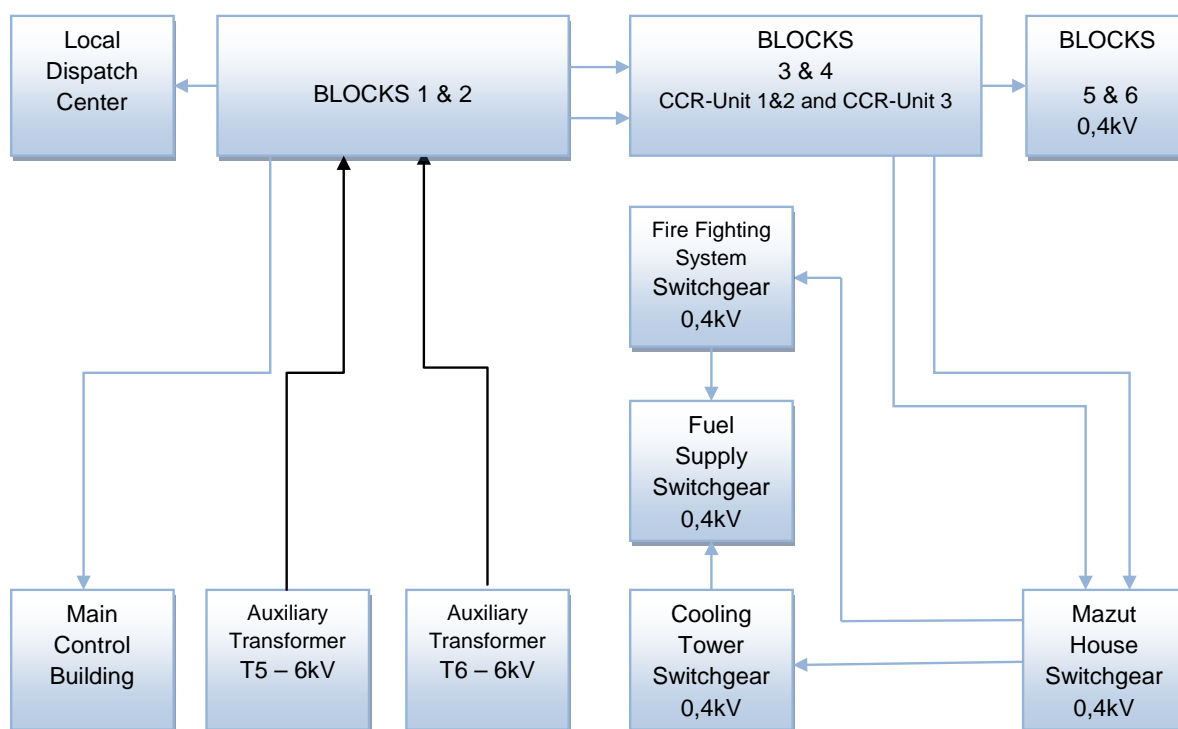 Local
Dispatch
Center
BLOCKS 1 & 2
BLOCKS
3 & 4
CCR-Unit 1&2 and CCR-Unit 3
BLOCKS
5 & 6
0,4kV
Fire Fighting
System
Switchgear
0,4kV
Fuel
Supply
Switchgear
0,4kV
Main
Control
Building
Auxiliary
Transformer
T5 – 6kV
Auxiliary
Transformer
T6 – 6kV
Cooling
Tower
Switchgear
0,4kV
Mazut
House
Switchgear
0,4kV